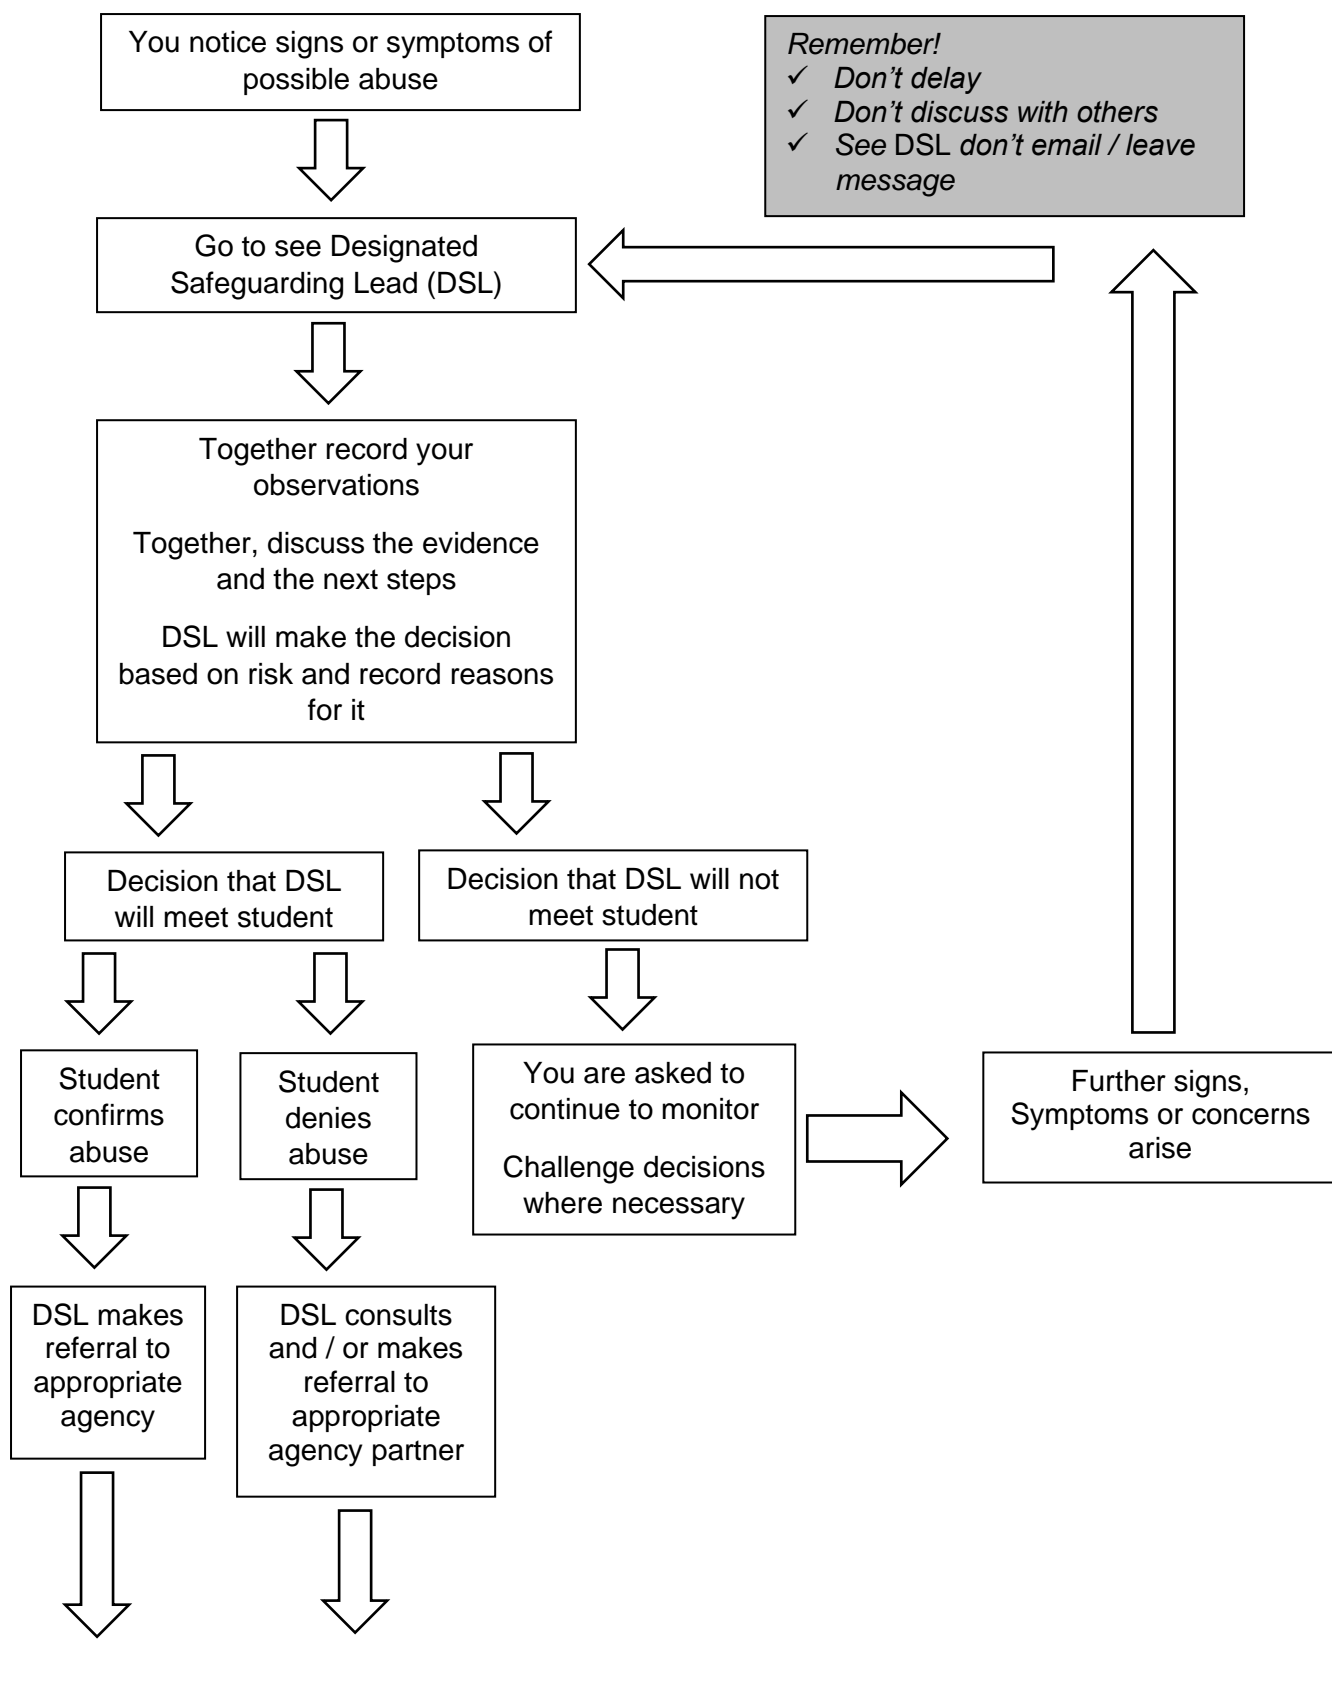 You notice signs or symptoms of
possible abuse
Remember!
✓ Don't delay
✓ Don't discuss with others
✓ See DSL don't email / leave
message
Go to see Designated
Safeguarding Lead (DSL)
Together record your
observations
Together, discuss the evidence
and the next steps
DSL will make the decision
based on risk and record reasons
for it
Decision that DSL
will meet student
Decision that DSL will not
meet student
Student
confirms
abuse
Student
denies
abuse
You are asked to
continue to monitor
Challenge decisions
where necessary
Further signs,
Symptoms or concerns
arise
DSL makes
referral to
appropriate
agency
DSL consults
and / or makes
referral to
appropriate
agency partner